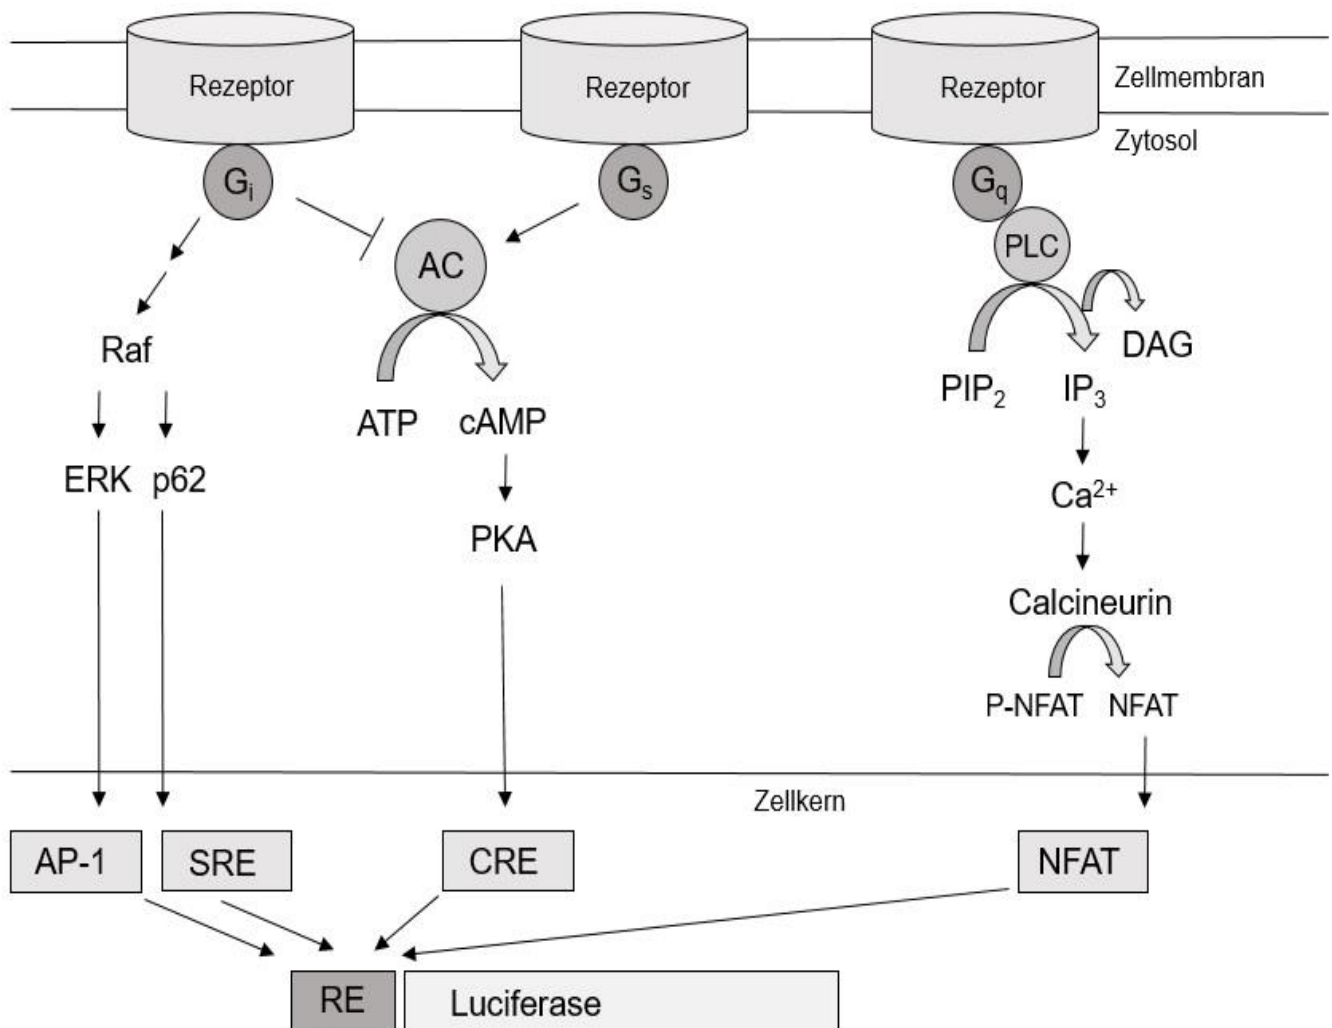 Rezeptor Rezeptor Rezeptor Zellmembran
Zytosol
Gi Gs Gq
AC PLC
Raf DAG
ATP cAMP PIP2 IP3
ERK p62 Ca2+
PKA
Calcineurin
P-NFAT NFAT
Zellkern
AP-1 SRE CRE NFAT
RE Luciferase